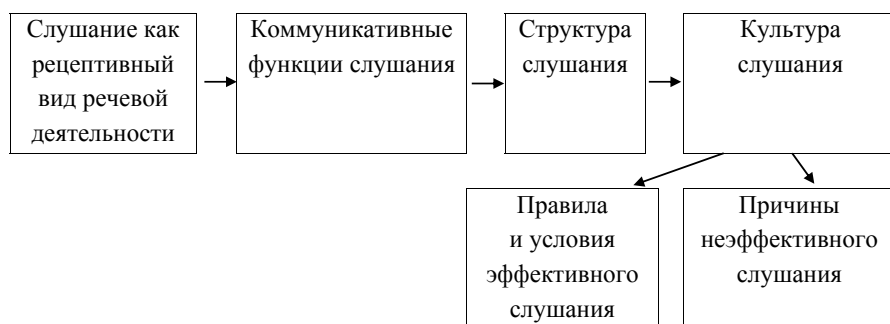 Слушание как
рецептивный
вид речевой
деятельности
Коммуникативные
функции слушания
Структура
слушания
Культура
слушания
Правила
и условия
эффективного
слушания
Причины
неэффективного
слушания